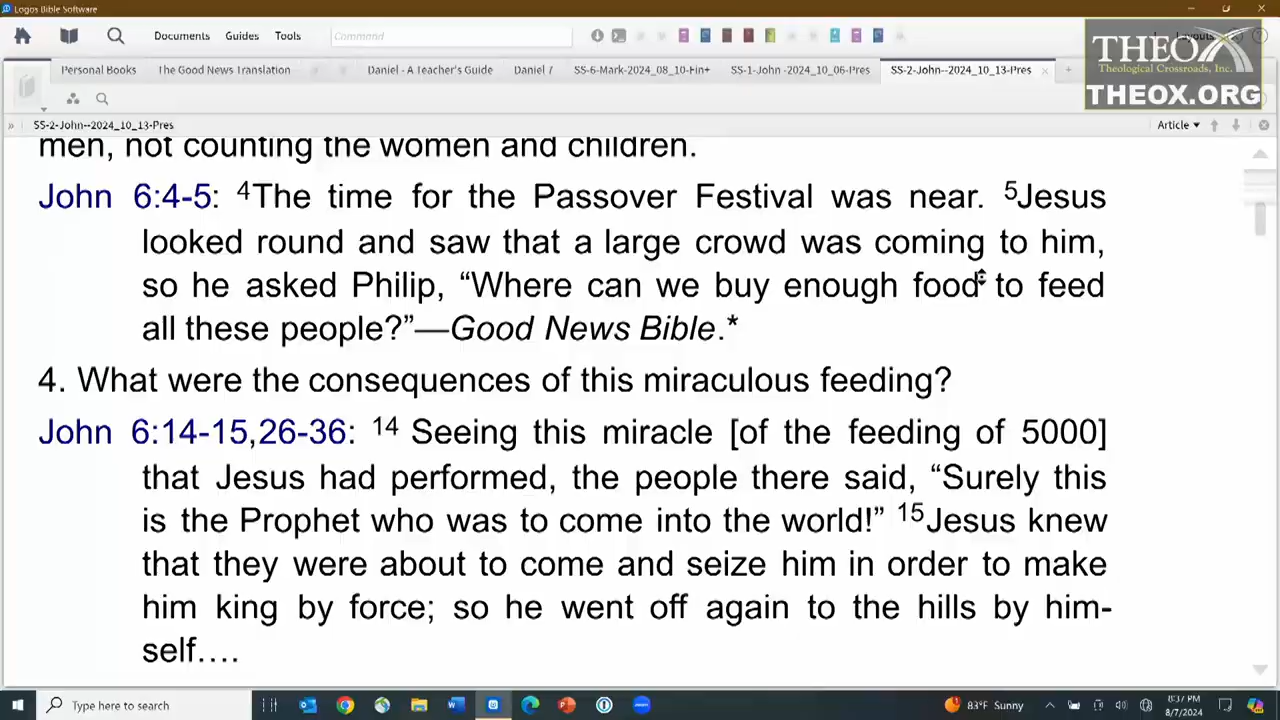 Logos Bible Software
Documents Guides Tools Command
THEOX
Theological Crossroads, Inc.
THEOX.ORG
Personal Books The Good News Translation Daniel 7 SS-6-Mark-2024_08_10-Fin+ SS-1-John -2024_10_06-Pres SS-2-John--2024_10_13-Pres
SS-2-John--2024_10_13-Pres Article
men, not counting the women and children.
John 6:4-5: 4The time for the Passover Festival was near. 5Jesus
looked round and saw that a large crowd was coming to him,
so he asked Philip, “Where can we buy enough food to feed
all these people?”—Good News Bible.*
4. What were the consequences of this miraculous feeding?
John 6:14-15,26-36: 14 Seeing this miracle [of the feeding of 5000]
that Jesus had performed, the people there said, “Surely this
is the Prophet who was to come into the world!” 15Jesus knew
that they were about to come and seize him in order to make
him king by force; so he went off again to the hills by him-
self….
Type here to search 83°F Sunny 8:37 PM
8/7/2024